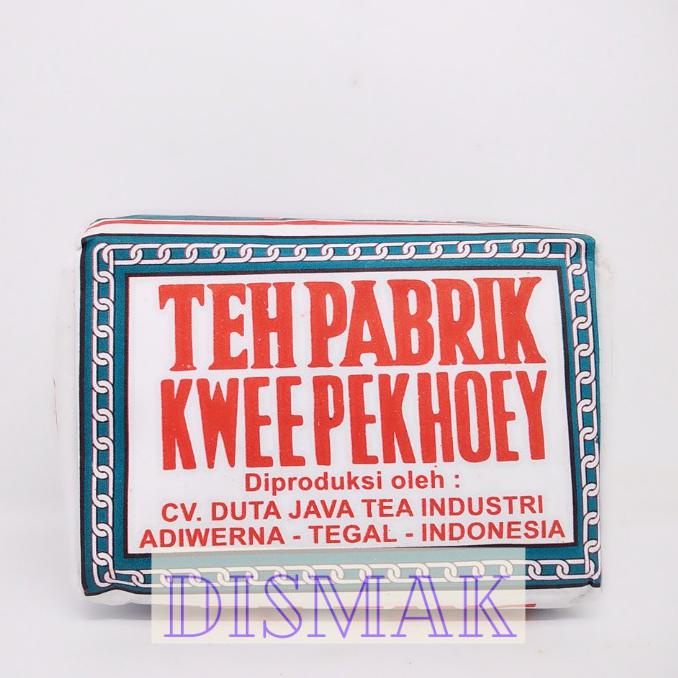 TEH PABRIK
KWEE PEK HOEY
Diproduksi oleh :
CV. DUTA JAVA TEA INDUSTRI
ADIWERNA - TEGAL - INDONESIA
DISMAK